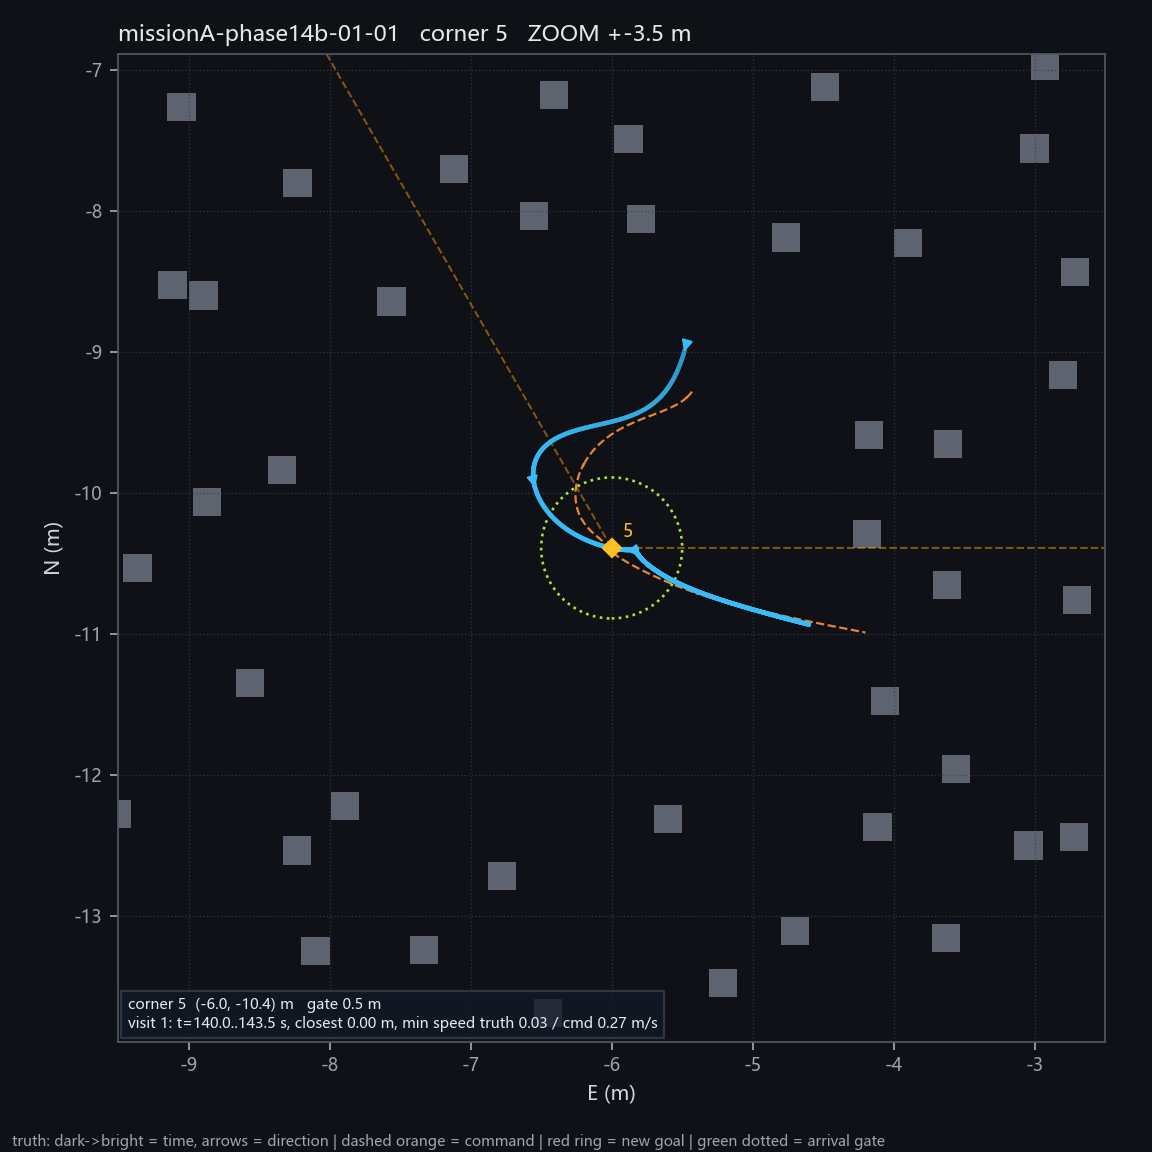 missionA-phase14b-01-01   corner 5   ZOOM +-3.5 m
-7
-8
-9
-10
-11
-12
-13
N (m)
5
corner 5  (-6.0, -10.4) m   gate 0.5 m
visit 1: t=140.0..143.5 s, closest 0.00 m, min speed truth 0.03 / cmd 0.27 m/s
-9 -8 -7 -6 -5 -4 -3
E (m)
truth: dark->bright = time, arrows = direction | dashed orange = command | red ring = new goal | green dotted = arrival gate